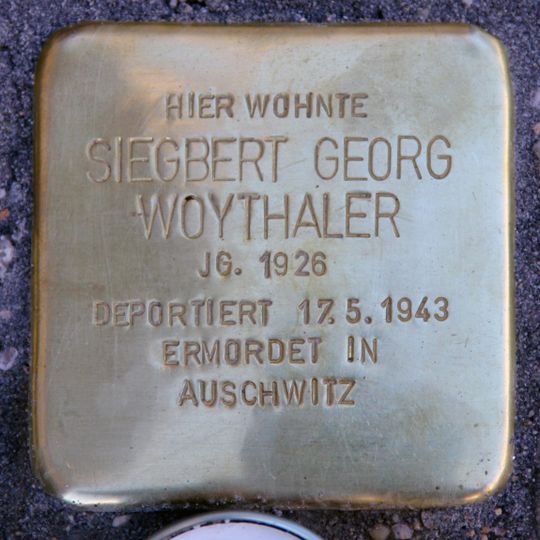 HIER WOHNTE
SIEGBERT GEORG
WOYTHALER
JG. 1926
DEPORTIERT 17.5.1943
ERMORDET IN
AUSCHWITZ